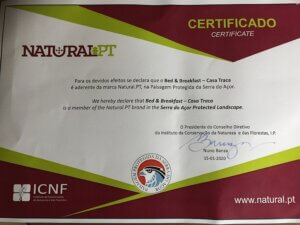 CERTIFICADO
CERTIFICATE
NATURAL.PT
Para os devidos efeitos se declara que o Bed & Breakfast – Casa Traco
é aderente da marca Natural.PT, na Paisagem Protegida da Serra do Açor.
We hereby declare that Bed & Breakfast – Casa Traco
is a member of the Natural.PT brand in the Serra do Açor Protected Landscape.
O Presidente do Conselho Diretivo
do Instituto da Conservação da Natureza e das Florestas, I.P.
Nuno Banza
15-01-2020
ICNF
www.natural.pt